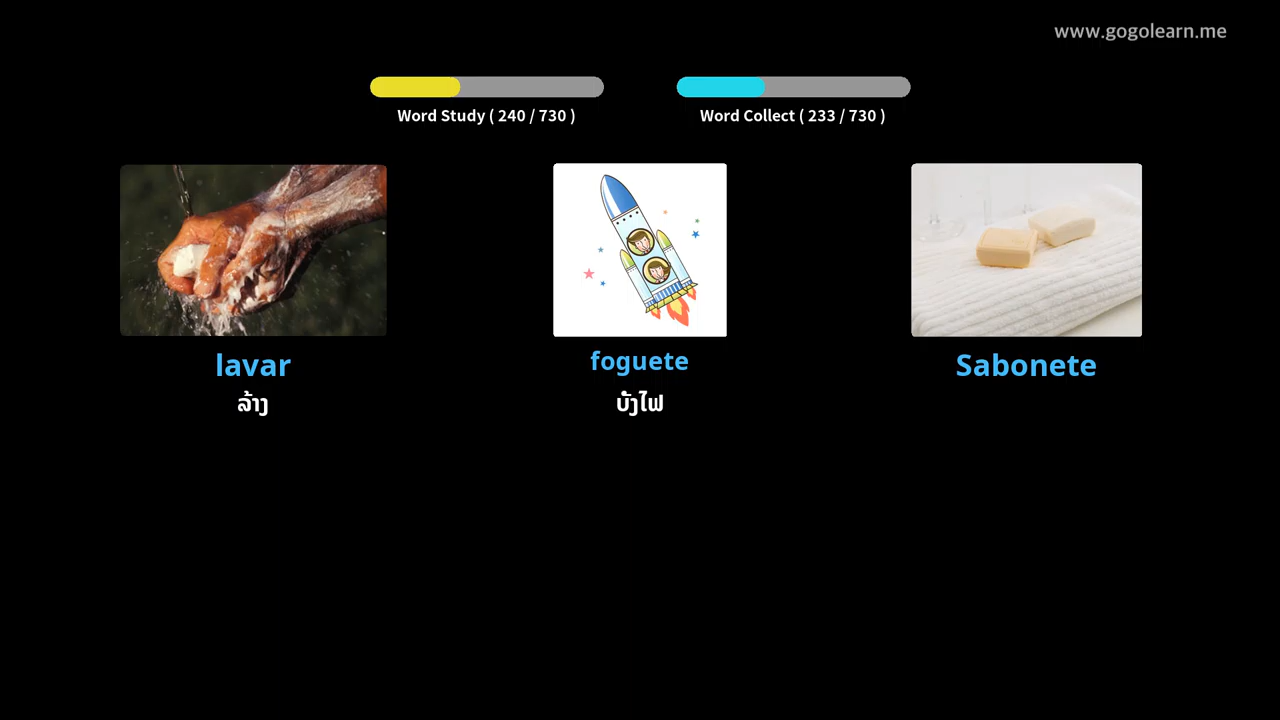 www.gogolearn.me
Word Study ( 240 / 730 )
Word Collect ( 233 / 730 )
lavar
foguete
Sabonete
ລ້າງ
ບັ້ງໄຟ